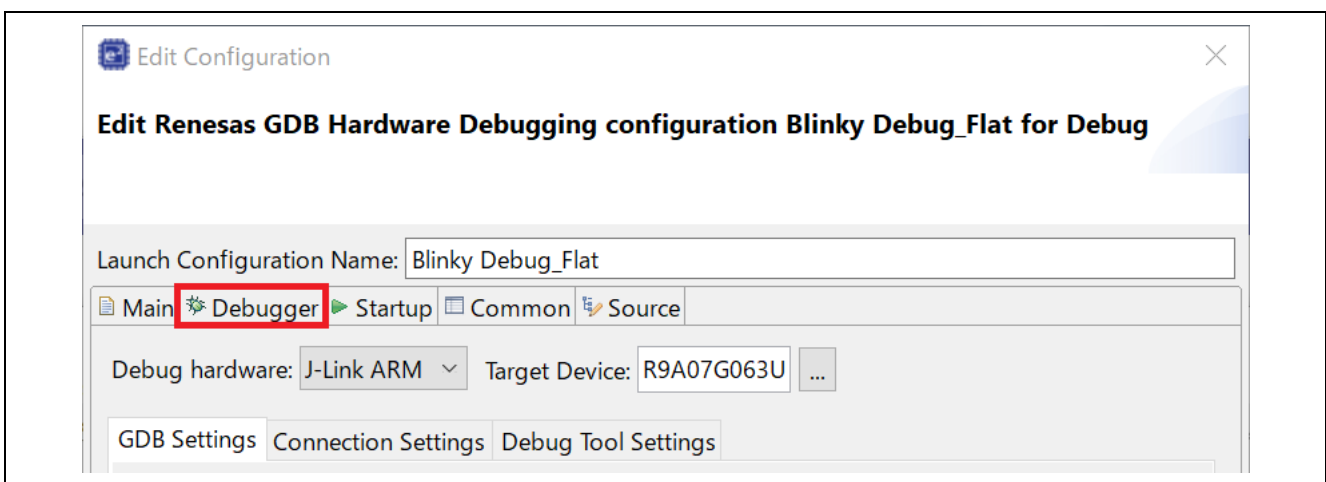 Edit Configuration
Edit Renesas GDB Hardware Debugging configuration Blinky Debug_Flat for Debug
Launch Configuration Name: Blinky Debug_Flat
Main Debugger Startup Common Source
Debug hardware: J-Link ARM Target Device: R9A07G063U ...
GDB Settings Connection Settings Debug Tool Settings